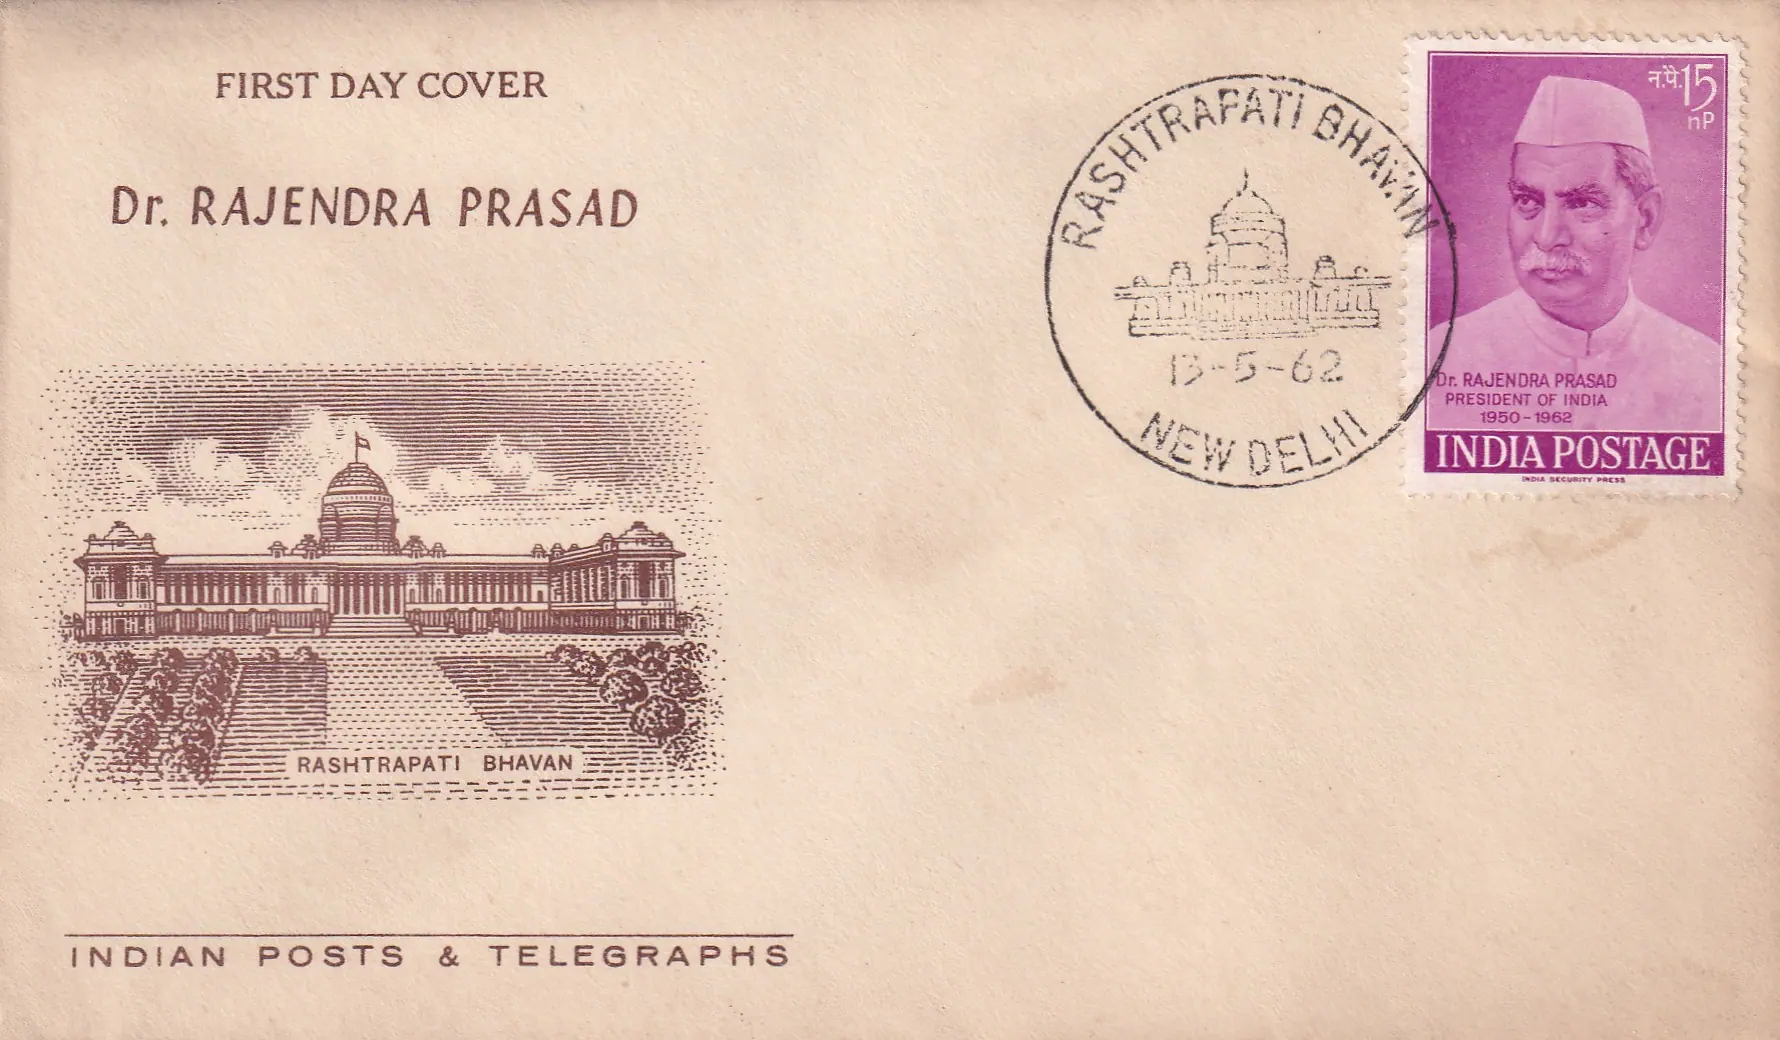 FIRST DAY COVER
Dr. RAJENDRA PRASAD
RASHTRAPATI BHAVAN
INDIAN POSTS & TELEGRAPHS
RASHTRAPATI BHAVAN
13-5-62
NEW DELHI
न.पै.15
nP
Dr. RAJENDRA PRASAD
PRESIDENT OF INDIA
1950-1962
INDIA POSTAGE
INDIA SECURITY PRESS